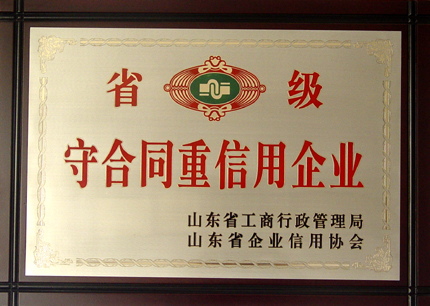 省 级
守合同重信用企业
山东省工商行政管理局
山东省企业信用协会